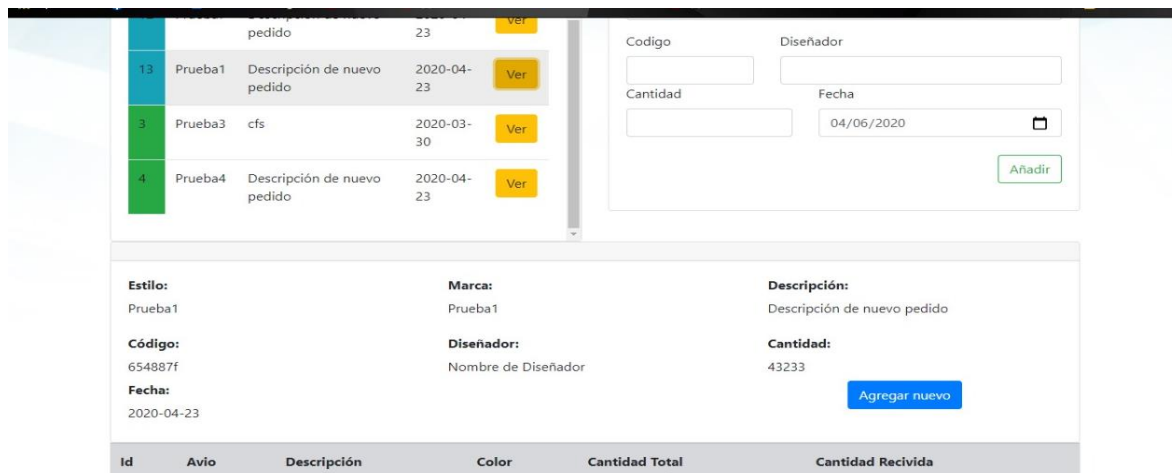 pedido 23
13 Prueba1 Descripción de nuevo 2020-04- Ver
pedido 23
3 Prueba3 cfs 2020-03- Ver
30
4 Prueba4 Descripción de nuevo 2020-04- Ver
pedido 23
Codigo Diseñador
Cantidad Fecha
04/06/2020
Añadir
Estilo: Marca: Descripción:
Prueba1 Prueba1 Descripción de nuevo pedido
Código: Diseñador: Cantidad:
654887f Nombre de Diseñador 43233
Fecha:
2020-04-23
Agregar nuevo
Id Avio Descripción Color Cantidad Total Cantidad Recivida